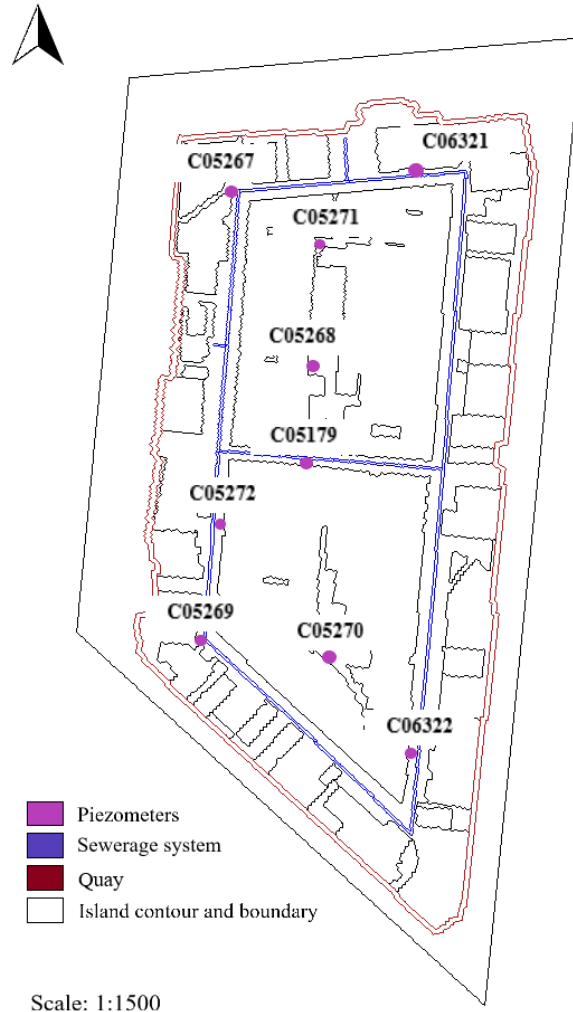 C06321
C05267
C05271
C05268
C05179
C05272
C05269
C05270
C06322
Piezometers
Sewerage system
Quay
Island contour and boundary
Scale: 1:1500